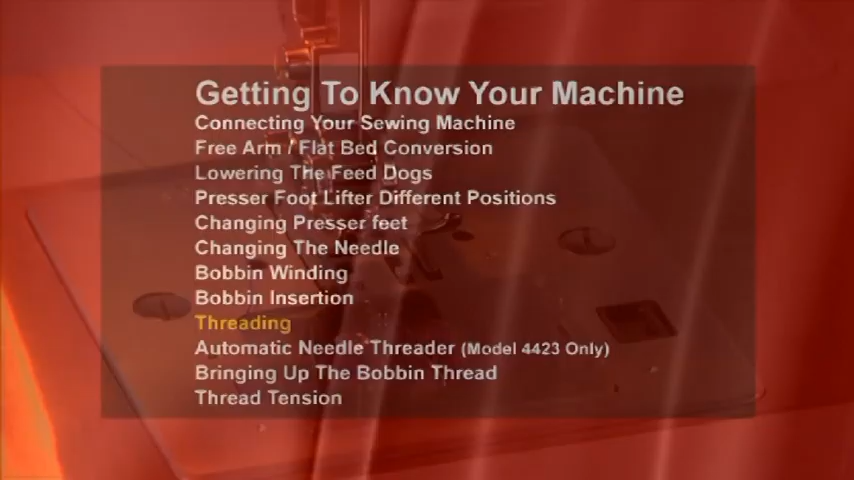 Getting To Know Your Machine
Connecting Your Sewing Machine
Free Arm / Flat Bed Conversion
Lowering The Feed Dogs
Presser Foot Lifter Different Positions
Changing Presser feet
Changing The Needle
Bobbin Winding
Bobbin Insertion
Threading
Automatic Needle Threader (Model 4423 Only)
Bringing Up The Bobbin Thread
Thread Tension